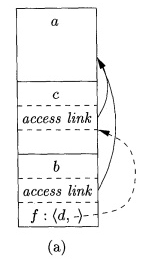 a
c
access link
b
access link
f : ⟨d, ·⟩
(a)